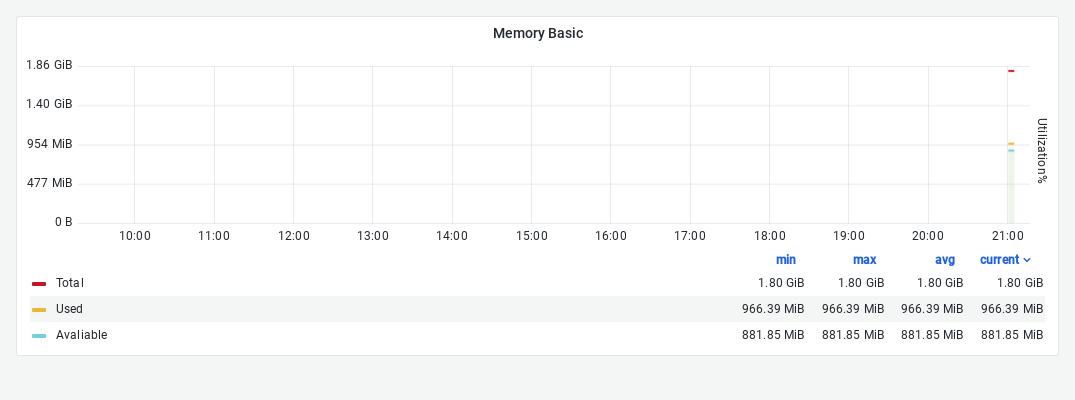 Memory Basic
1.86 GiB
1.40 GiB
954 MiB
477 MiB
0 B
Utilization%
10:00 11:00 12:00 13:00 14:00 15:00 16:00 17:00 18:00 19:00 20:00 21:00
min max avg current
Total 1.80 GiB 1.80 GiB 1.80 GiB 1.80 GiB
Used 966.39 MiB 966.39 MiB 966.39 MiB 966.39 MiB
Avaliable 881.85 MiB 881.85 MiB 881.85 MiB 881.85 MiB